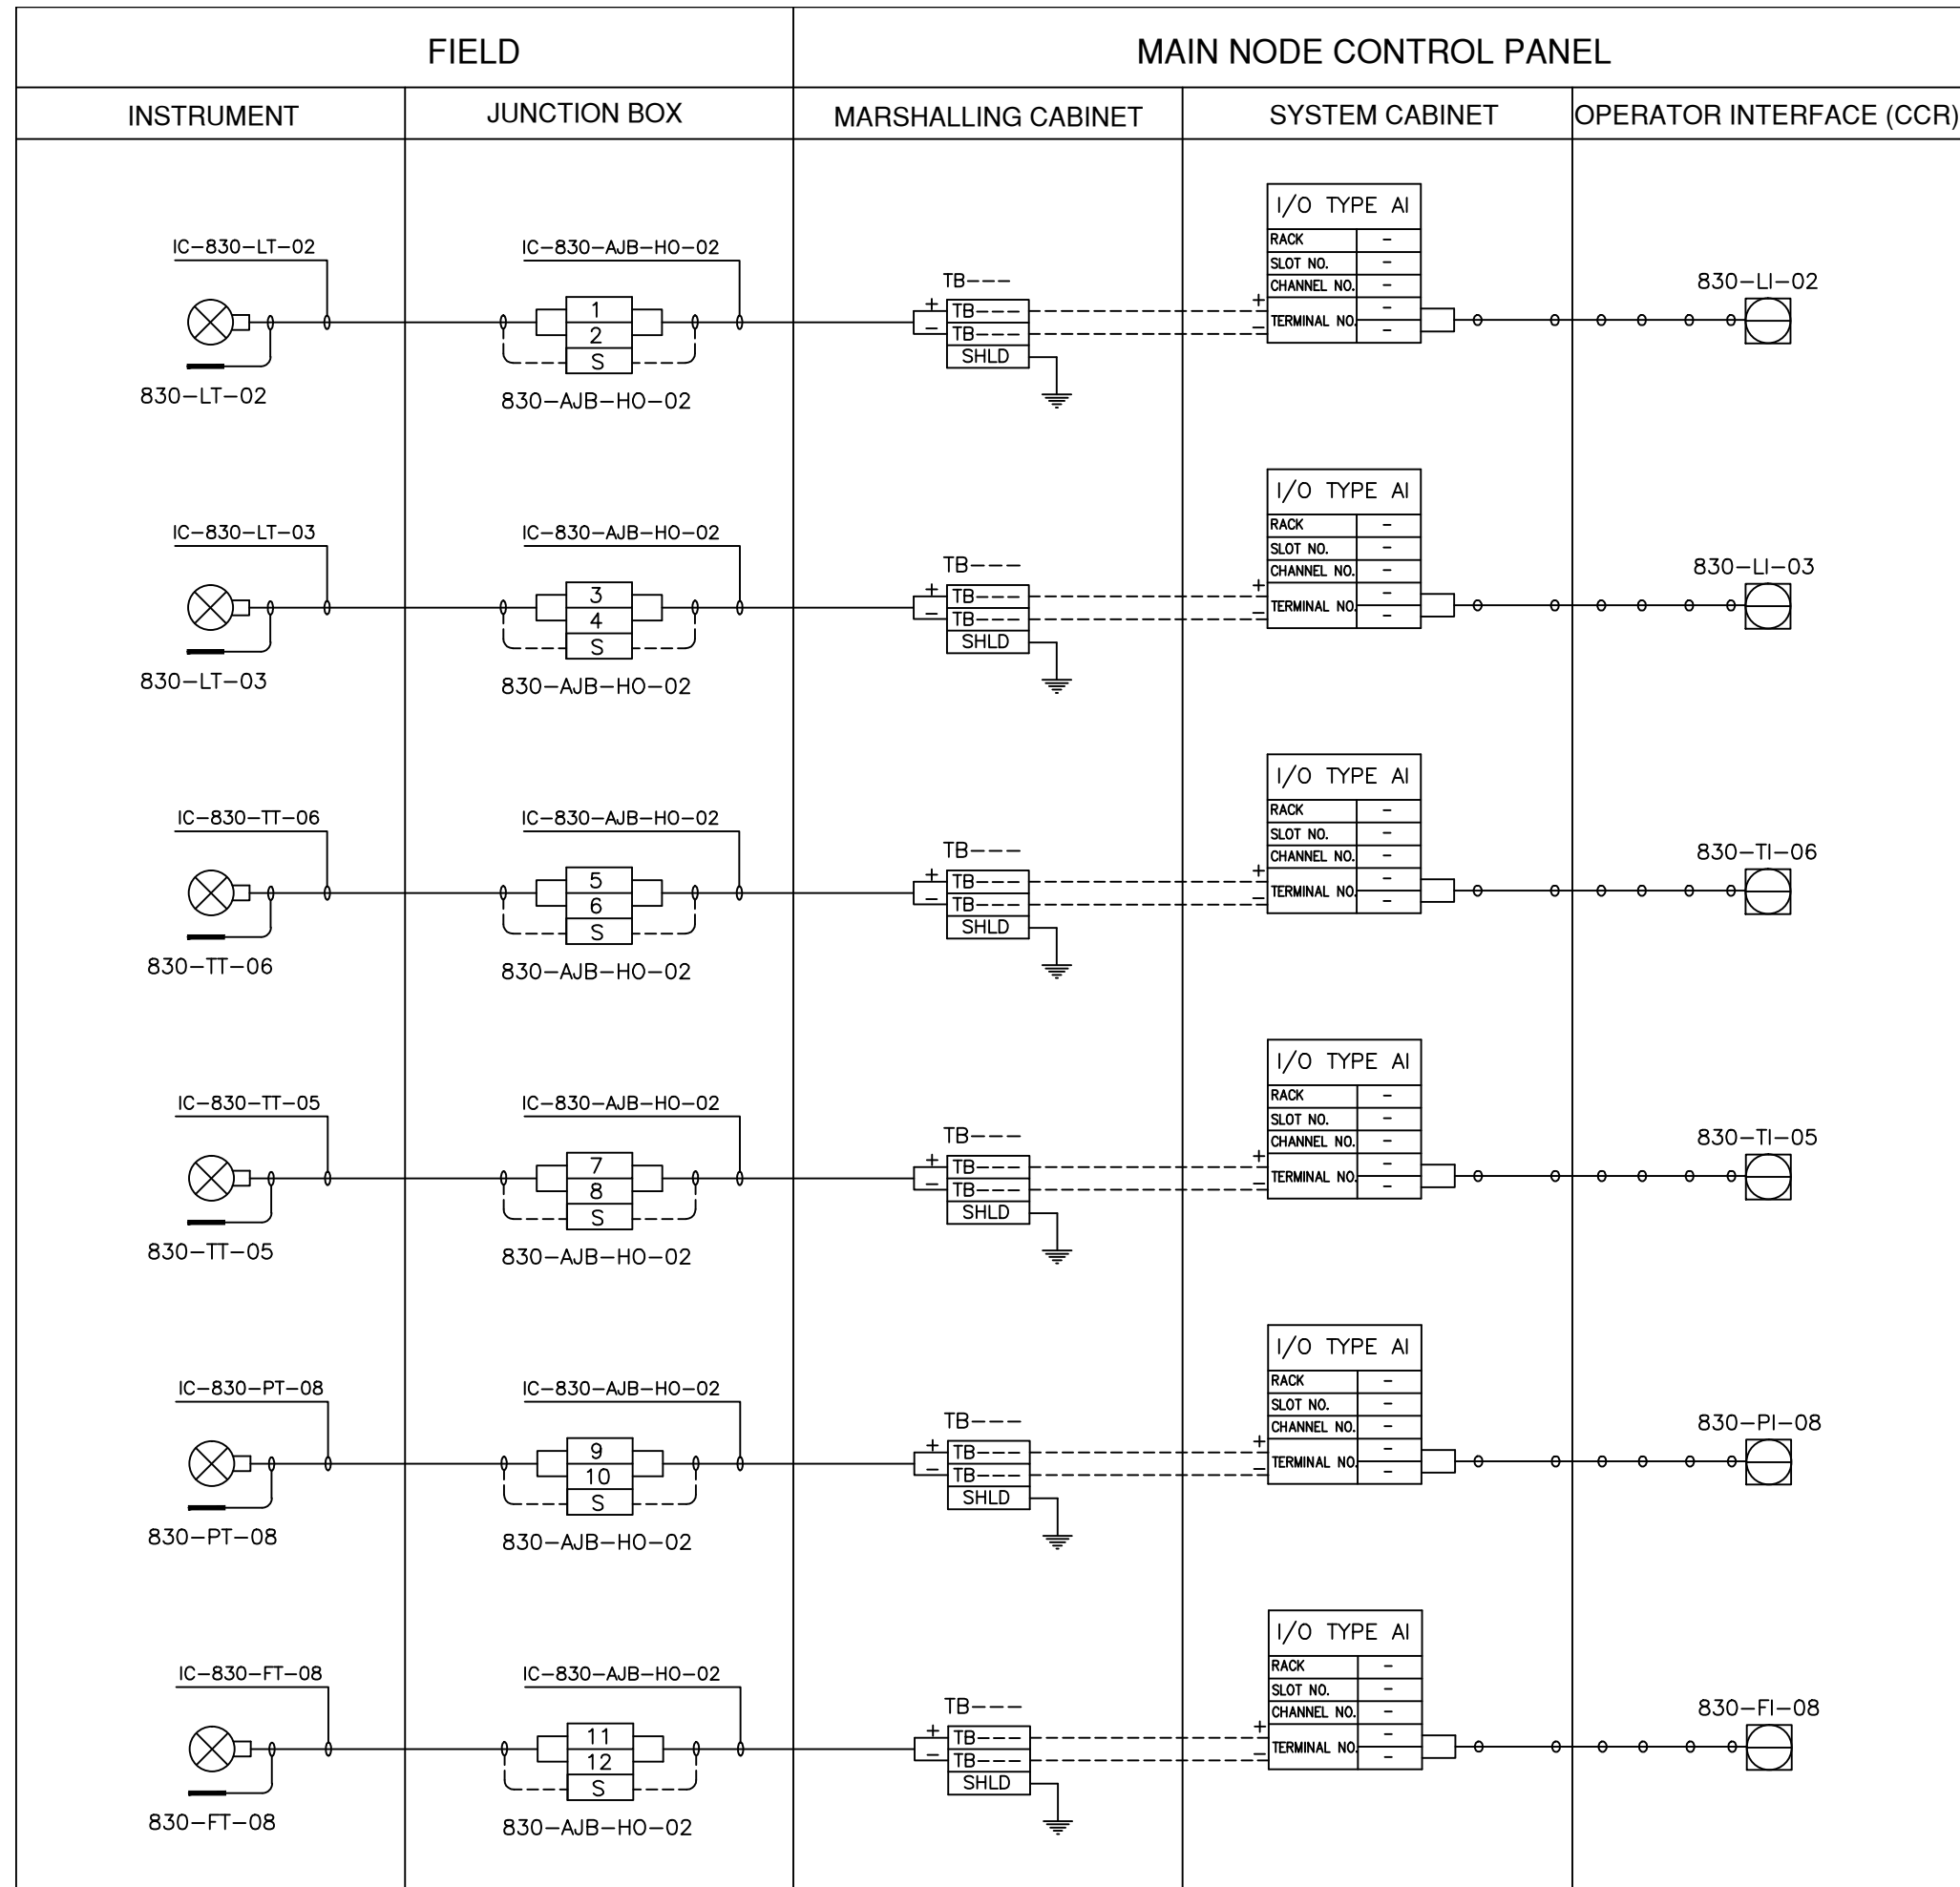 FIELD
MAIN NODE CONTROL PANEL
INSTRUMENT
JUNCTION BOX
MARSHALLING CABINET
SYSTEM CABINET
OPERATOR INTERFACE (CCR)
I/O TYPE AI
IC-830-LT-02
IC-830-AJB-HO-02
RACK -
SLOT NO. -
TB---
CHANNEL NO. -
830-LI-02
+ TB----
+
1
TERMINAL NO. -
2
- TB----
-
-
S
SHLD
830-LT-02
830-AJB-HO-02
I/O TYPE AI
IC-830-LT-03
IC-830-AJB-HO-02
RACK -
SLOT NO. -
TB---
CHANNEL NO. -
830-LI-03
+ TB----
+
3
TERMINAL NO. -
4
- TB----
-
-
S
SHLD
830-LT-03
830-AJB-HO-02
I/O TYPE AI
IC-830-TT-06
IC-830-AJB-HO-02
RACK -
SLOT NO. -
TB---
CHANNEL NO. -
830-TI-06
+ TB----
+
5
TERMINAL NO. -
6
- TB----
-
-
S
SHLD
830-TT-06
830-AJB-HO-02
I/O TYPE AI
IC-830-TT-05
IC-830-AJB-HO-02
RACK -
SLOT NO. -
TB---
CHANNEL NO. -
830-TI-05
+ TB----
+
7
TERMINAL NO. -
8
- TB----
-
-
S
SHLD
830-TT-05
830-AJB-HO-02
I/O TYPE AI
IC-830-PT-08
IC-830-AJB-HO-02
RACK -
SLOT NO. -
TB---
CHANNEL NO. -
830-PI-08
+ TB----
+
9
TERMINAL NO. -
10
- TB----
-
-
S
SHLD
830-PT-08
830-AJB-HO-02
I/O TYPE AI
IC-830-FT-08
IC-830-AJB-HO-02
RACK -
SLOT NO. -
TB---
CHANNEL NO. -
830-FI-08
+ TB----
+
11
TERMINAL NO. -
12
- TB----
-
-
S
SHLD
830-FT-08
830-AJB-HO-02